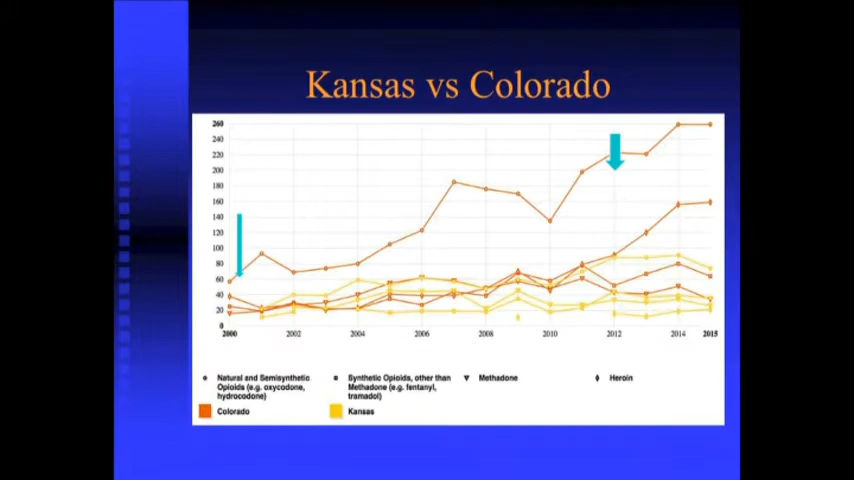 Kansas vs Colorado
260
240
220
200
180
160
140
120
100
80
60
40
20
0
2000 2002 2004 2006 2008 2010 2012 2014 2015
Natural and Semisynthetic
Opioids (e.g. oxycodone,
hydrocodone)
Synthetic Opioids, other than
Methadone (e.g. fentanyl,
tramadol)
Methadone
Heroin
Colorado
Kansas